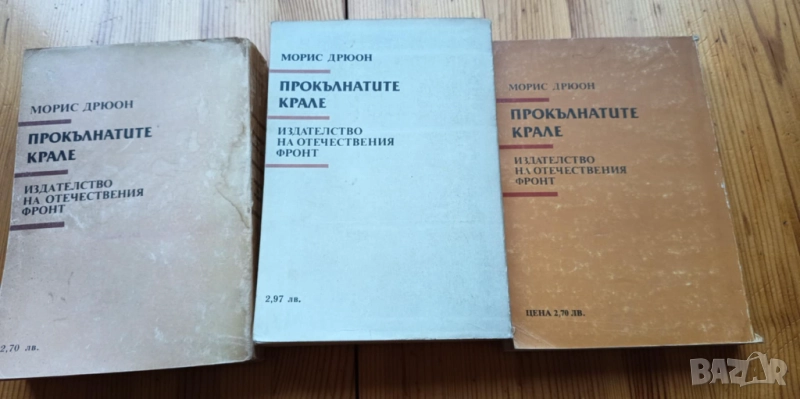 МОРИС ДРЮОН
ПРОКЪЛНАТИТЕ
КРАЛЕ
ИЗДАТЕЛСТВО
НА ОТЕЧЕСТВЕНИЯ
ФРОНТ
2,70 лв.
МОРИС ДРЮОН
ПРОКЪЛНАТИТЕ
КРАЛЕ
ИЗДАТЕЛСТВО
НА ОТЕЧЕСТВЕНИЯ
ФРОНТ
2,97 лв.
МОРИС ДРЮОН
ПРОКЪЛНАТИТЕ
КРАЛЕ
ИЗДАТЕЛСТВО
НА ОТЕЧЕСТВЕНИЯ
ФРОНТ
ЦЕНА 2,70 ЛВ.
BAZAR